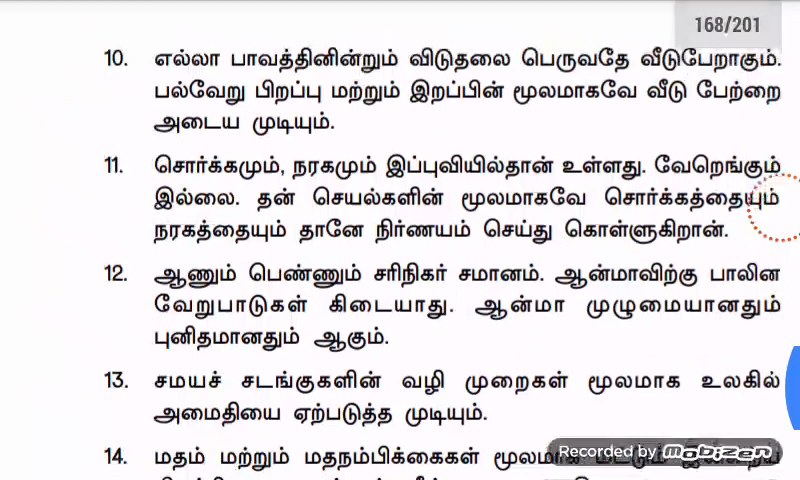 168/201
10. எல்லா பாவத்தினின்றும் விடுதலை பெருவதே வீடுபேறாகும்.
பல்வேறு பிறப்பு மற்றும் இறப்பின் மூலமாகவே வீடு பேற்றை
அடைய முடியும்.
11. சொர்க்கமும், நரகமும் இப்புவியில்தான் உள்ளது. வேறெங்கும்
இல்லை. தன் செயல்களின் மூலமாகவே சொர்க்கத்தையும்
நரகத்தையும் தானே நிர்ணயம் செய்து கொள்ளுகிறான்.
12. ஆணும் பெண்ணும் சரிநிகர் சமானம். ஆன்மாவிற்கு பாலின
வேறுபாடுகள் கிடையாது. ஆன்மா முழுமையானதும்
புனிதமானதும் ஆகும்.
13. சமயச் சடங்குகளின் வழி முறைகள் மூலமாக உலகில்
அமைதியை ஏற்படுத்த முடியும்.
14. மதம் மற்றும் மதநம்பிக்கைகள் மூலமாக
Recorded by mobizen